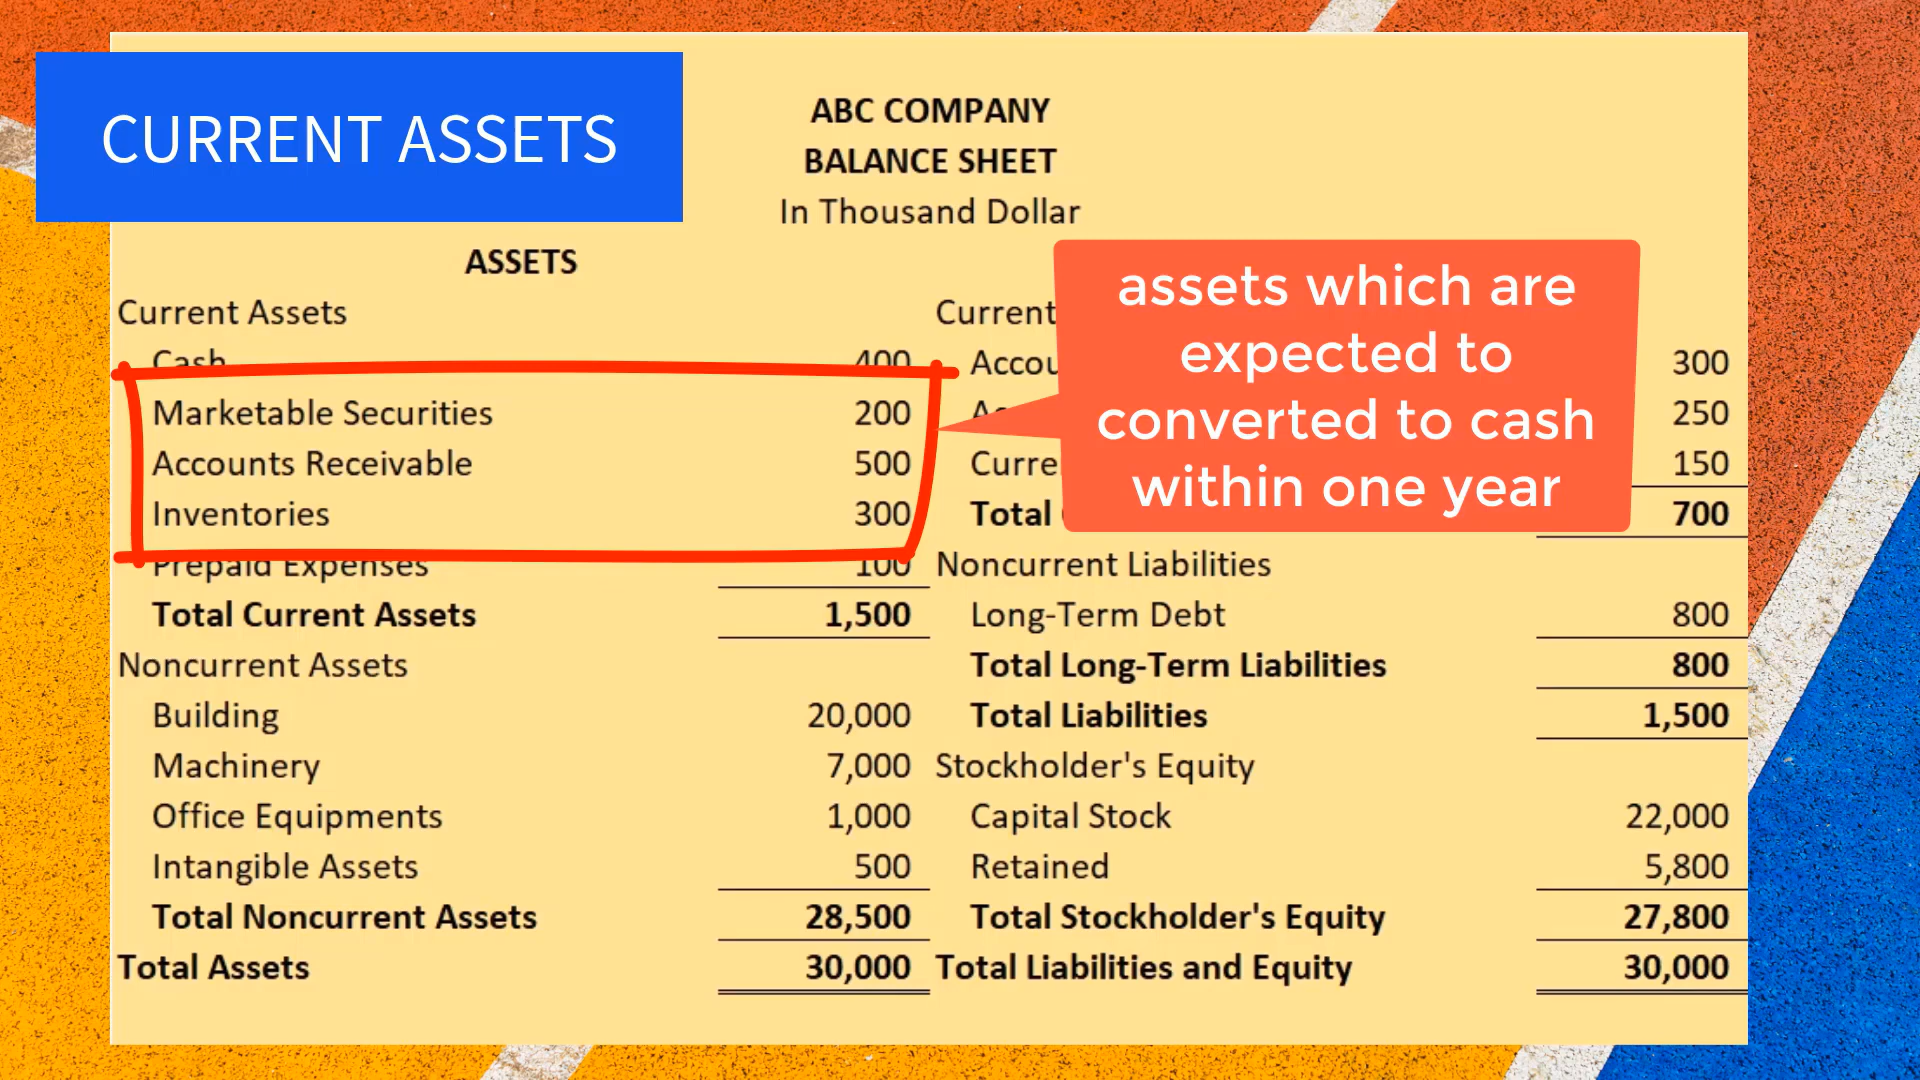 CURRENT ASSETS
ABC COMPANY
BALANCE SHEET
In Thousand Dollar
ASSETS
assets which are
expected to
converted to cash
within one year
Current Assets
Current
Cash 400
300
Marketable Securities 200
250
Accounts Receivable 500
150
Inventories 300
Total 700
Prepaid Expenses 100
Noncurrent Liabilities
Total Current Assets 1,500
Long-Term Debt 800
Noncurrent Assets
Total Long-Term Liabilities 800
Building 20,000
Total Liabilities 1,500
Machinery 7,000
Stockholder's Equity
Office Equipments 1,000
Capital Stock 22,000
Intangible Assets 500
Retained 5,800
Total Noncurrent Assets 28,500
Total Stockholder's Equity 27,800
Total Assets 30,000
Total Liabilities and Equity 30,000